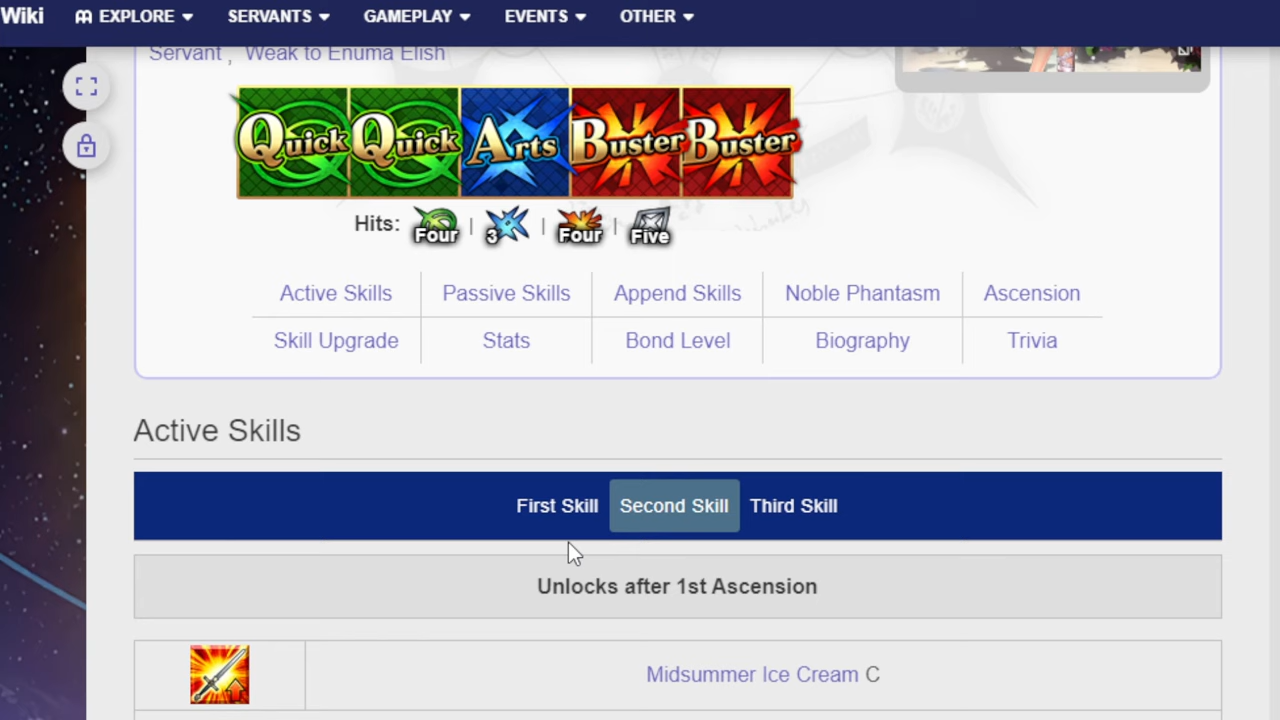 Wiki EXPLORE SERVANTS GAMEPLAY EVENTS OTHER
Servant , Weak to Enuma Elish
Quick Quick Arts Buster Buster
Hits: Four | 3 | Four | Five
Active Skills Passive Skills Append Skills Noble Phantasm Ascension
Skill Upgrade Stats Bond Level Biography Trivia
Active Skills
First Skill Second Skill Third Skill
Unlocks after 1st Ascension
Midsummer Ice Cream C